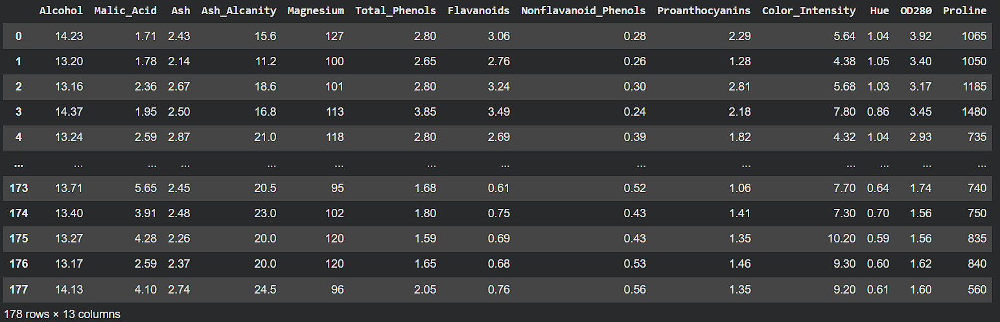 Alcohol Malic_Acid Ash Ash_Alcanity Magnesium Total_Phenols Flavanoids Nonflavanoid_Phenols Proanthocyanins Color_Intensity Hue OD280 Proline
0 14.23 1.71 2.43 15.6 127 2.80 3.06 0.28 2.29 5.64 1.04 3.92 1065
1 13.20 1.78 2.14 11.2 100 2.65 2.76 0.26 1.28 4.38 1.05 3.40 1050
2 13.16 2.36 2.67 18.6 101 2.80 3.24 0.30 2.81 5.68 1.03 3.17 1185
3 14.37 1.95 2.50 16.8 113 3.85 3.49 0.24 2.18 7.80 0.86 3.45 1480
4 13.24 2.59 2.87 21.0 118 2.80 2.69 0.39 1.82 4.32 1.04 2.93 735
... ... ... ... ... ... ... ... ... ... ... ... ... ...
173 13.71 5.65 2.45 20.5 95 1.68 0.61 0.52 1.06 7.70 0.64 1.74 740
174 13.40 3.91 2.48 23.0 102 1.80 0.75 0.43 1.41 7.30 0.70 1.56 750
175 13.27 4.28 2.26 20.0 120 1.59 0.69 0.43 1.35 10.20 0.59 1.56 835
176 13.17 2.59 2.37 20.0 120 1.65 0.68 0.53 1.46 9.30 0.60 1.62 840
177 14.13 4.10 2.74 24.5 96 2.05 0.76 0.56 1.35 9.20 0.61 1.60 560
178 rows × 13 columns